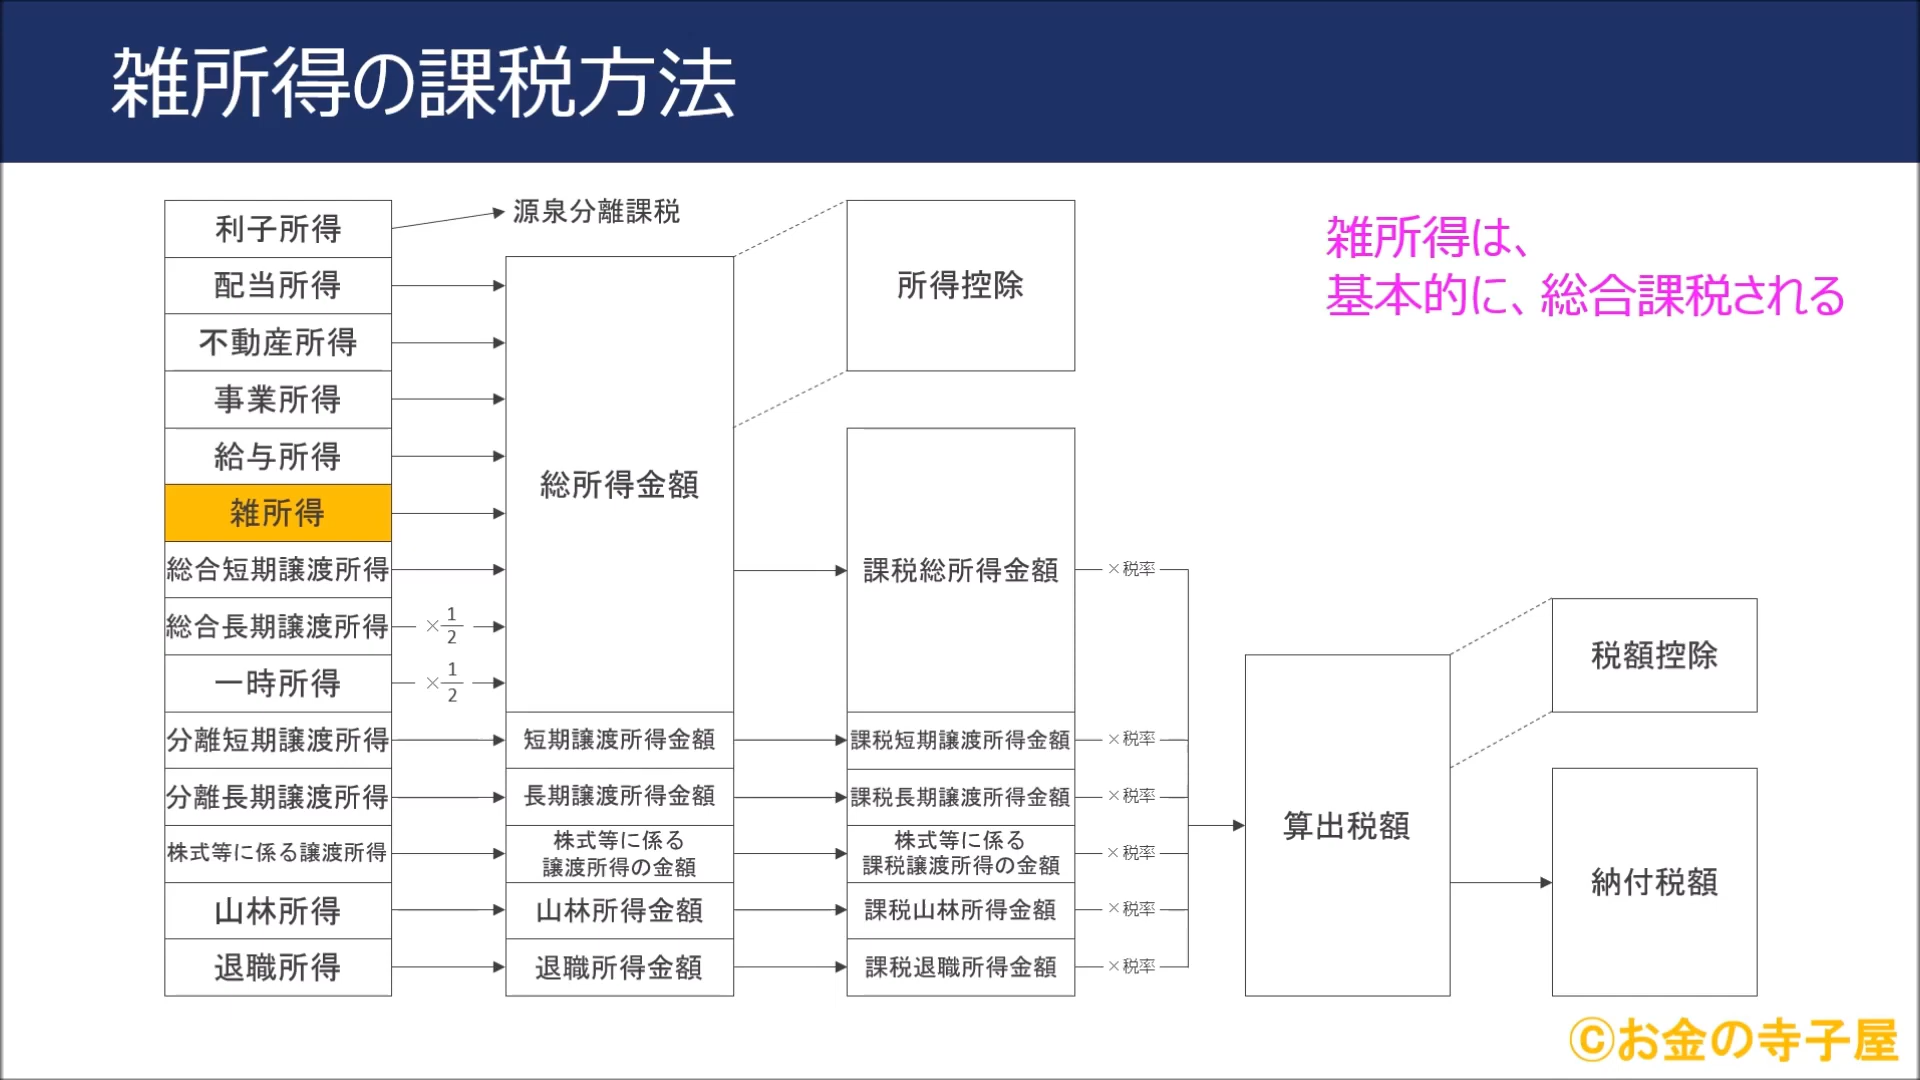 雑所得の課税方法
利子所得
配当所得
不動産所得
事業所得
給与所得
雑所得
総合短期譲渡所得
総合長期譲渡所得
一時所得
分離短期譲渡所得
分離長期譲渡所得
株式等に係る譲渡所得
山林所得
退職所得
源泉分離課税
×1/2
×1/2
総所得金額
短期譲渡所得金額
長期譲渡所得金額
株式等に係る
譲渡所得の金額
山林所得金額
退職所得金額
所得控除
課税総所得金額
課税短期譲渡所得金額
課税長期譲渡所得金額
株式等に係る
課税譲渡所得の金額
課税山林所得金額
課税退職所得金額
×税率
×税率
×税率
×税率
×税率
×税率
算出税額
税額控除
納付税額
雑所得は、
基本的に、総合課税される
©お金の寺子屋